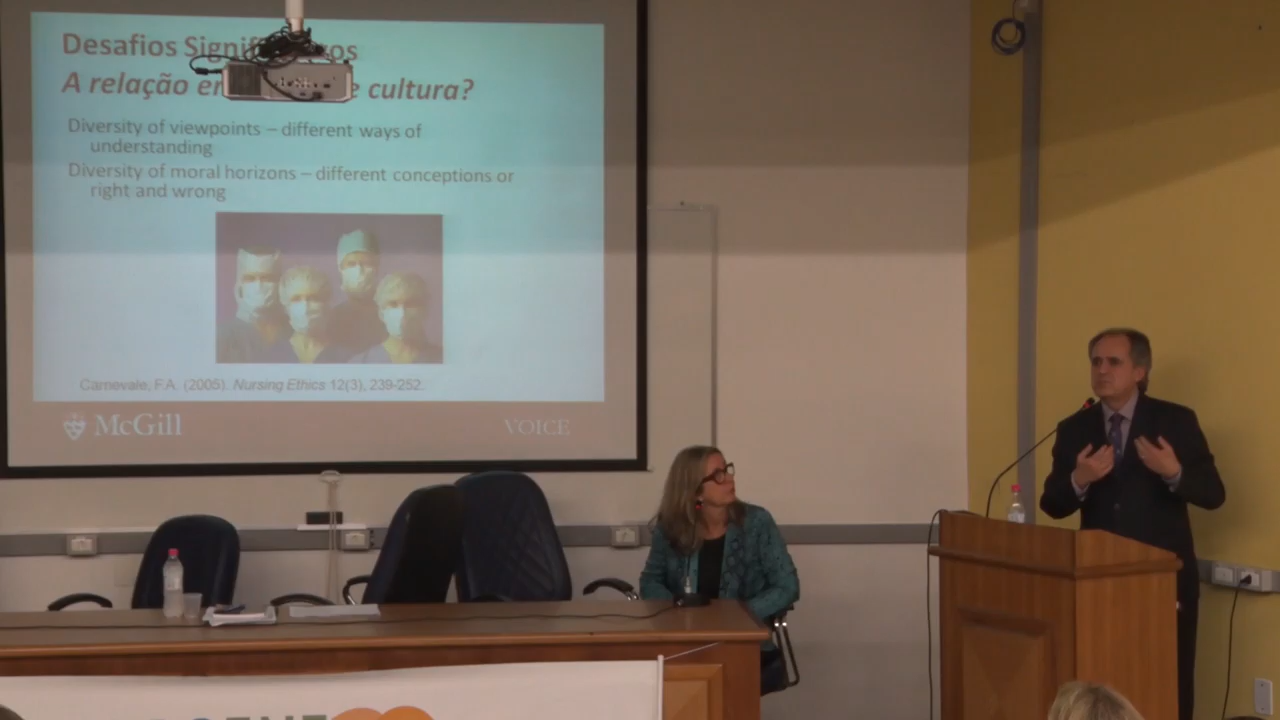 Desafios
A relação e cultura?
Diversity of viewpoints – different ways of
understanding
Diversity of moral horizons – different conceptions or
right and wrong
Carnevale, F.A. (2005). Nursing Ethics 12(3), 239-252.
McGill
VOICE